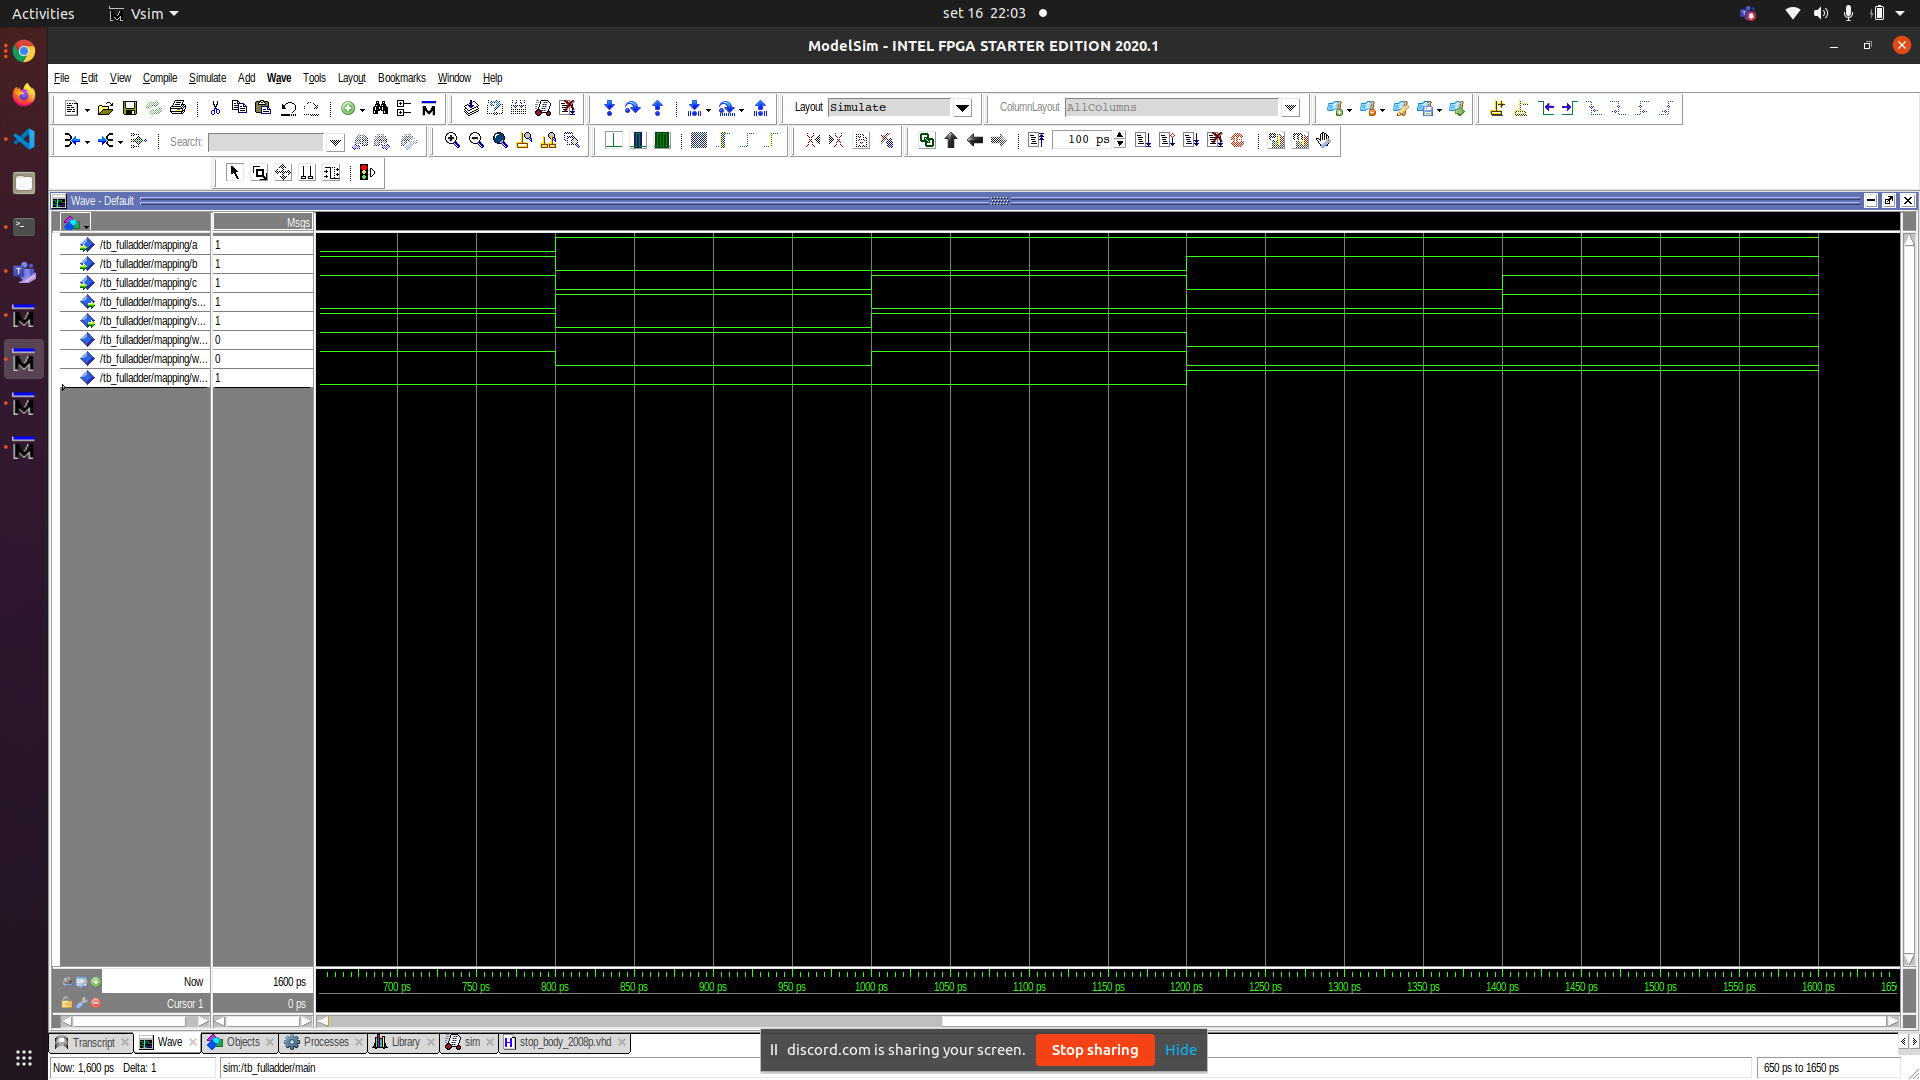 Activities
Vsim
set 16 22:03
ModelSim - INTEL FPGA STARTER EDITION 2020.1
File Edit View Compile Simulate Add Wave Tools Layout Bookmarks Window Help
Layout Simulate
ColumnLayout AllColumns
Search:
100 ps
Wave - Default
Msgs
/tb_fulladder/mapping/a 1
/tb_fulladder/mapping/b 1
/tb_fulladder/mapping/c 1
/tb_fulladder/mapping/s... 1
/tb_fulladder/mapping/v... 1
/tb_fulladder/mapping/w... 0
/tb_fulladder/mapping/w... 0
/tb_fulladder/mapping/w... 1
Now 1600 ps
700 ps 750 ps 800 ps 850 ps 900 ps 950 ps 1000 ps 1050 ps 1100 ps 1150 ps 1200 ps 1250 ps 1300 ps 1350 ps 1400 ps 1450 ps 1500 ps 1550 ps 1600 ps 165
Cursor 1 0 ps
Transcript Wave Objects Processes Library sim stop_body_2008p.vhd
discord.com is sharing your screen. Stop sharing Hide
Now: 1,600 ps Delta: 1
sim:/tb_fulladder/main
650 ps to 1650 ps